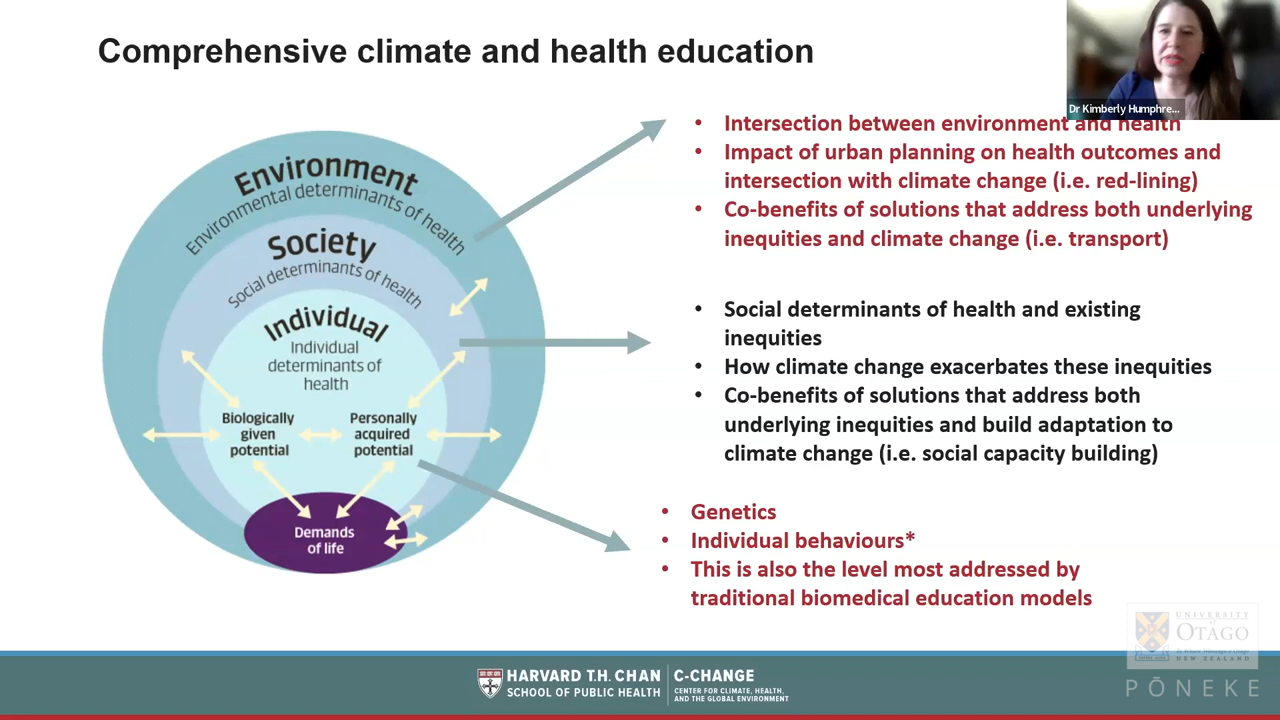 Comprehensive climate and health education
Dr Kimberly Humphre...
Environment
Environmental determinants of health
Society
Social determinants of health
Individual
Individual
determinants of
health
Biologically
given
potential
Personally
acquired
potential
Demands
of life
• Intersection between environment and health
• Impact of urban planning on health outcomes and
intersection with climate change (i.e. red-lining)
• Co-benefits of solutions that address both underlying
inequities and climate change (i.e. transport)
• Social determinants of health and existing
inequities
• How climate change exacerbates these inequities
• Co-benefits of solutions that address both
underlying inequities and build adaptation to
climate change (i.e. social capacity building)
• Genetics
• Individual behaviours*
• This is also the level most addressed by
traditional biomedical education models
UNIVERSITY
of
OTAGO
NEW ZEALAND
PŌNEKE
HARVARD T.H. CHAN
SCHOOL OF PUBLIC HEALTH
C-CHANGE
CENTER FOR CLIMATE, HEALTH,
AND THE GLOBAL ENVIRONMENT